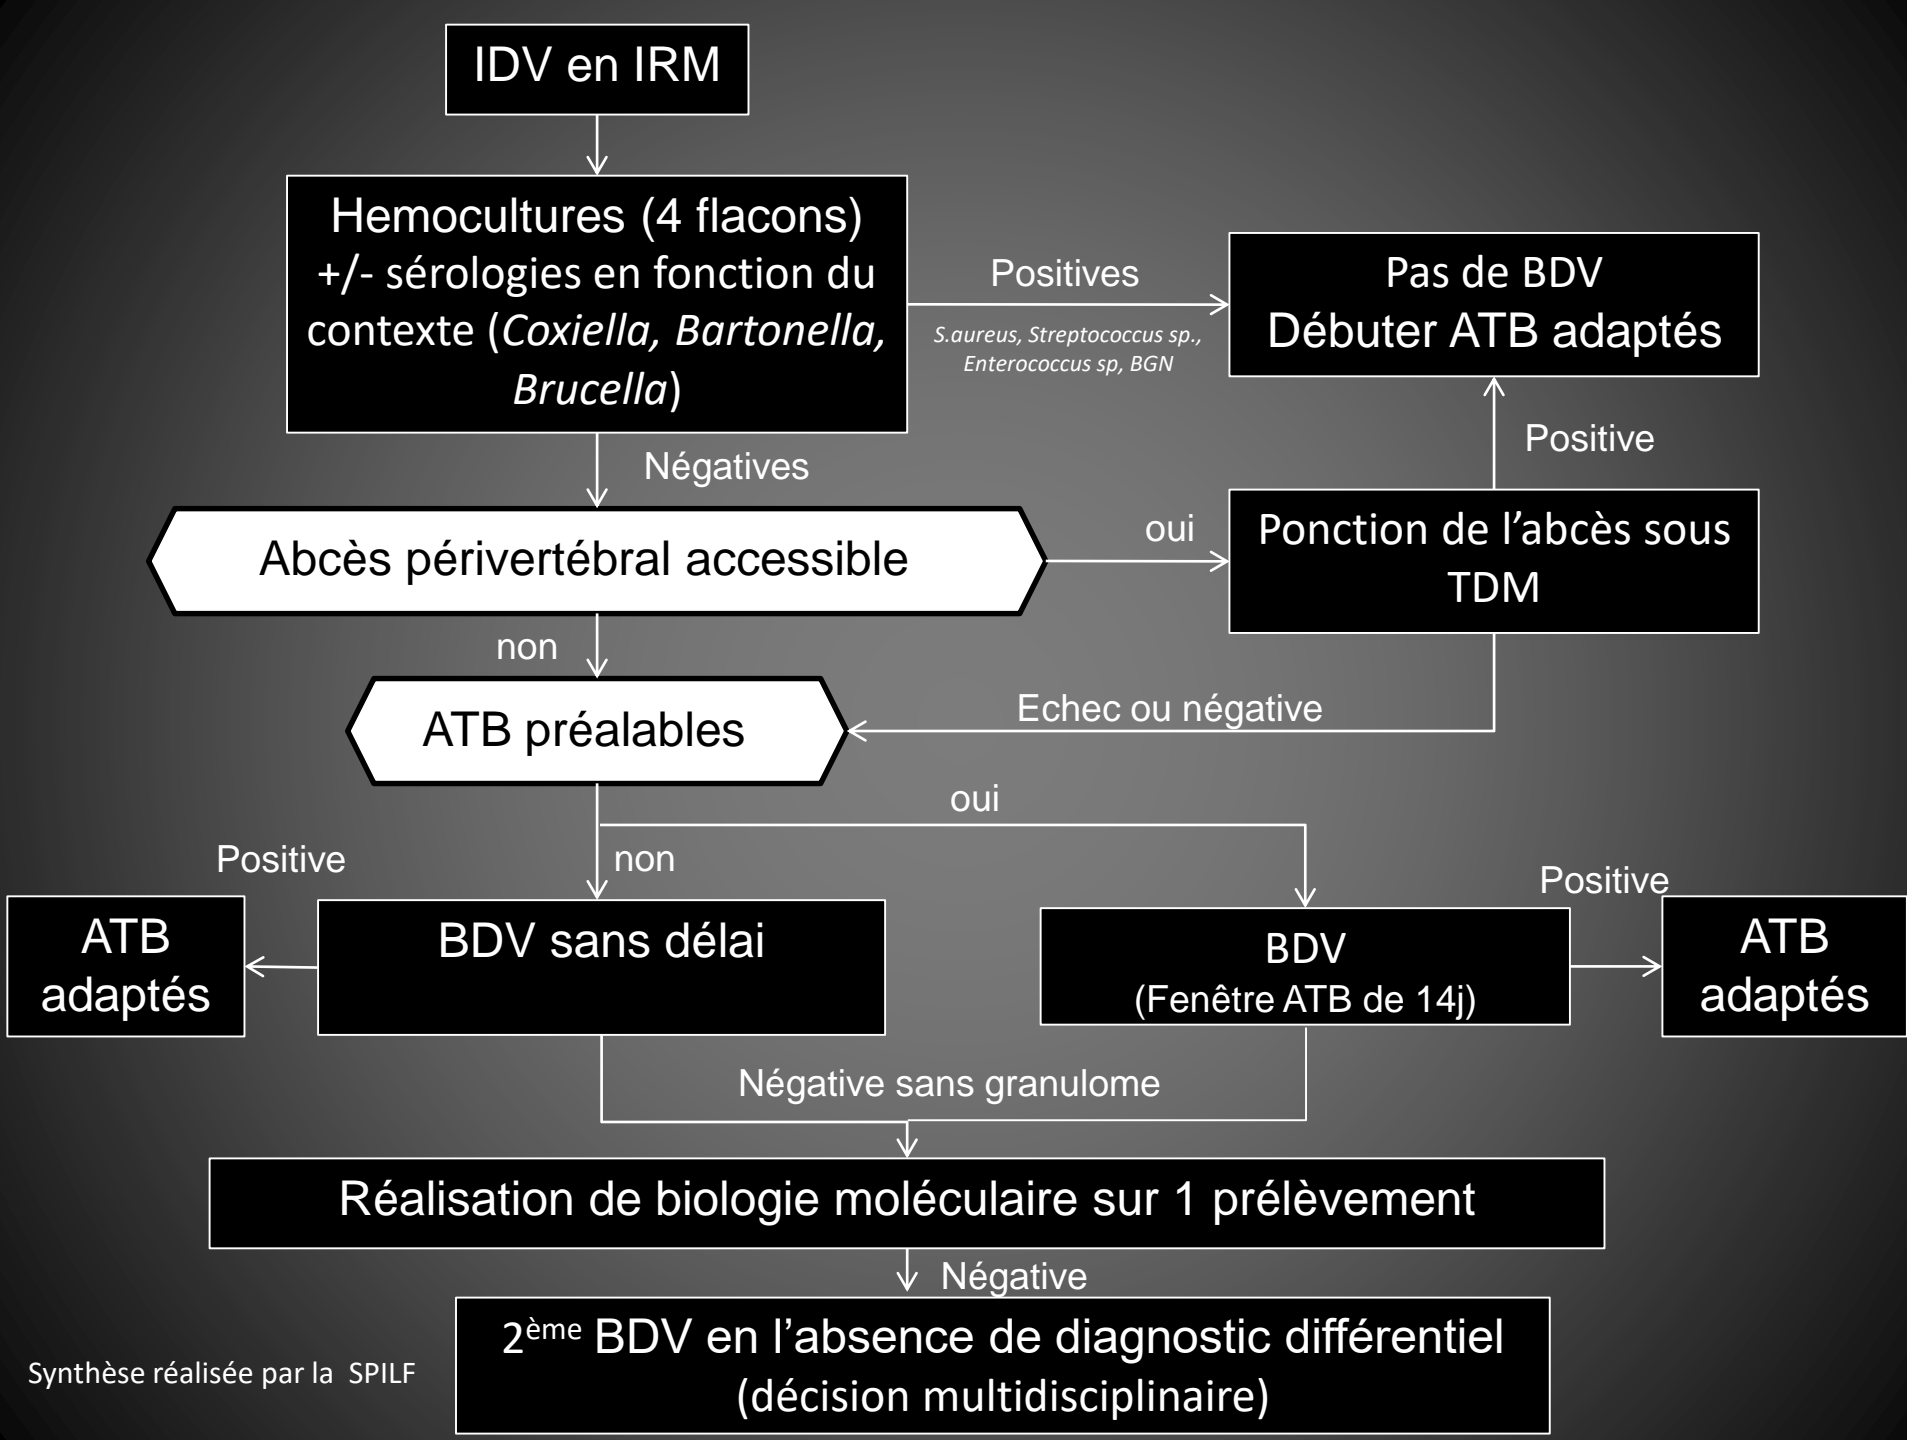 IDV en IRM
Hemocultures (4 flacons)
+/- sérologies en fonction du
contexte (Coxiella, Bartonella,
Brucella)
Positives
S.aureus, Streptococcus sp.,
Enterococcus sp, BGN
Pas de BDV
Débuter ATB adaptés
Positive
Négatives
Abcès périvertébral accessible
oui
Ponction de l’abcès sous
TDM
non
Echec ou négative
ATB préalables
oui
non
Positive
ATB
adaptés
BDV sans délai
BDV
(Fenêtre ATB de 14j)
Positive
ATB
adaptés
Négative sans granulome
Réalisation de biologie moléculaire sur 1 prélèvement
Négative
2ème BDV en l’absence de diagnostic différentiel
(décision multidisciplinaire)
Synthèse réalisée par la SPILF